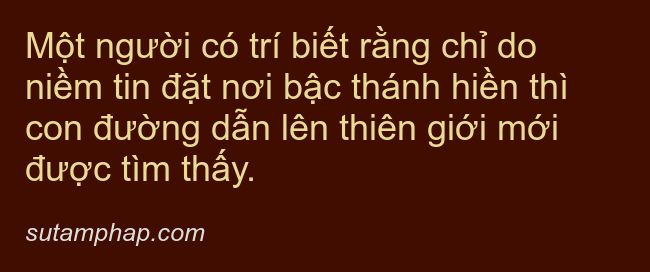 Một người có trí biết rằng chỉ do
niềm tin đặt nơi bậc thánh hiền thì
con đường dẫn lên thiên giới mới
được tìm thấy.
sutamphap.com